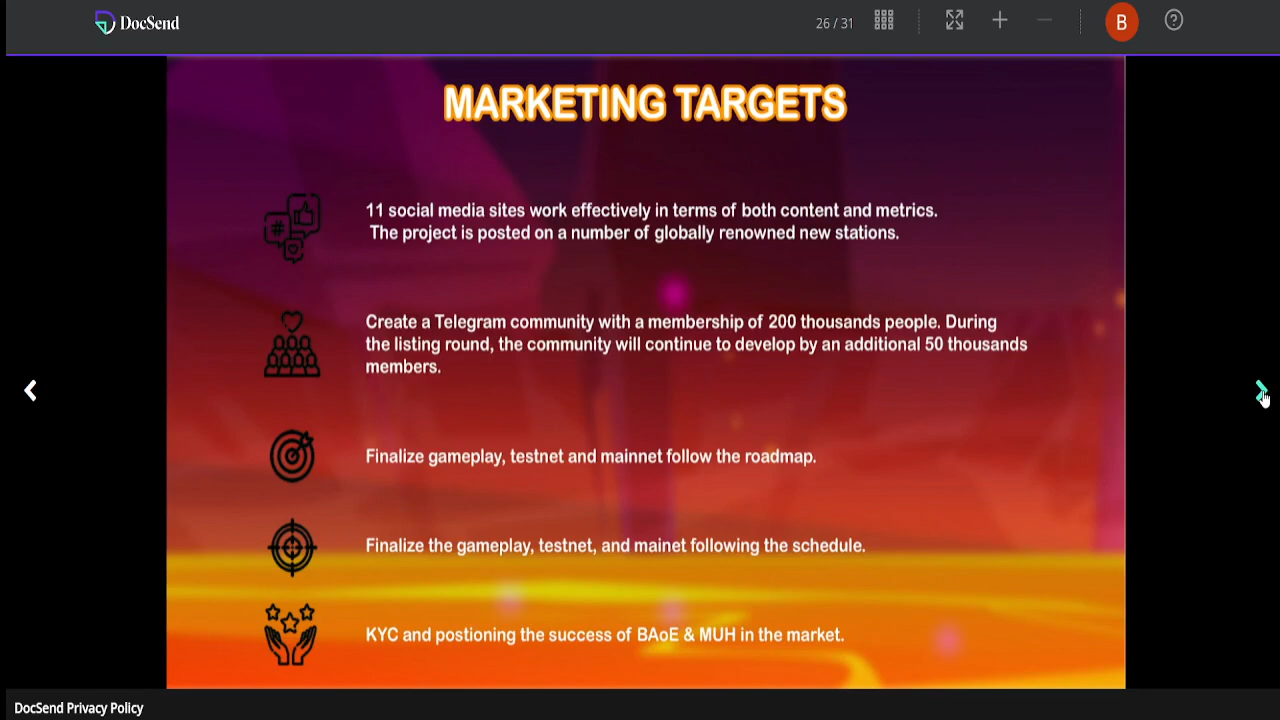 DocSend
26 / 31
B
?
MARKETING TARGETS
#
11 social media sites work effectively in terms of both content and metrics.
The project is posted on a number of globally renowned new stations.
Create a Telegram community with a membership of 200 thousands people. During
the listing round, the community will continue to develop by an additional 50 thousands
members.
Finalize gameplay, testnet and mainnet follow the roadmap.
Finalize the gameplay, testnet, and mainet following the schedule.
KYC and postioning the success of BAoE & MUH in the market.
DocSend Privacy Policy